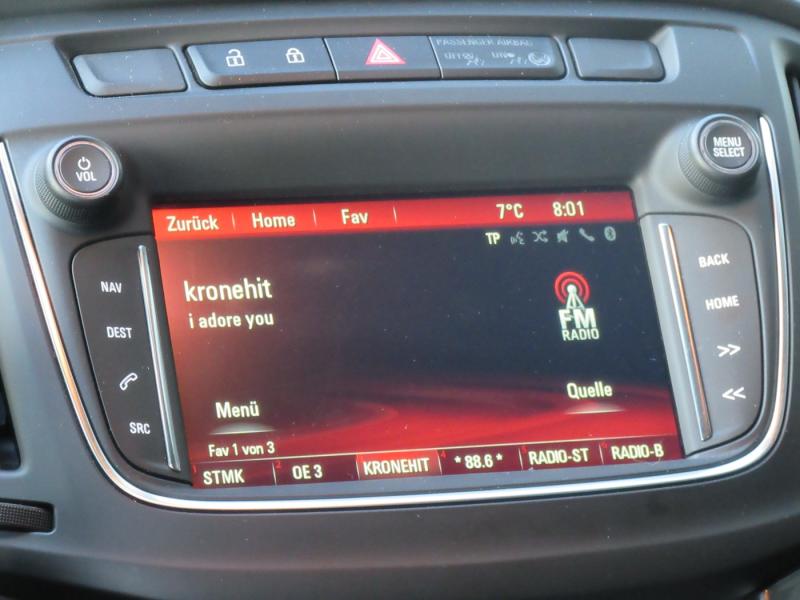 PASSENGER AIRBAG
VOL
MENU
SELECT
Zurück Home Fav 7°C 8:01
TP
NAV
DEST
SRC
BACK
HOME
>>
<<
kronehit
i adore you
FM
RADIO
Menü Quelle
Fav 1 von 3
STMK OE 3 KRONEHIT *88.6* RADIO-ST RADIO-B